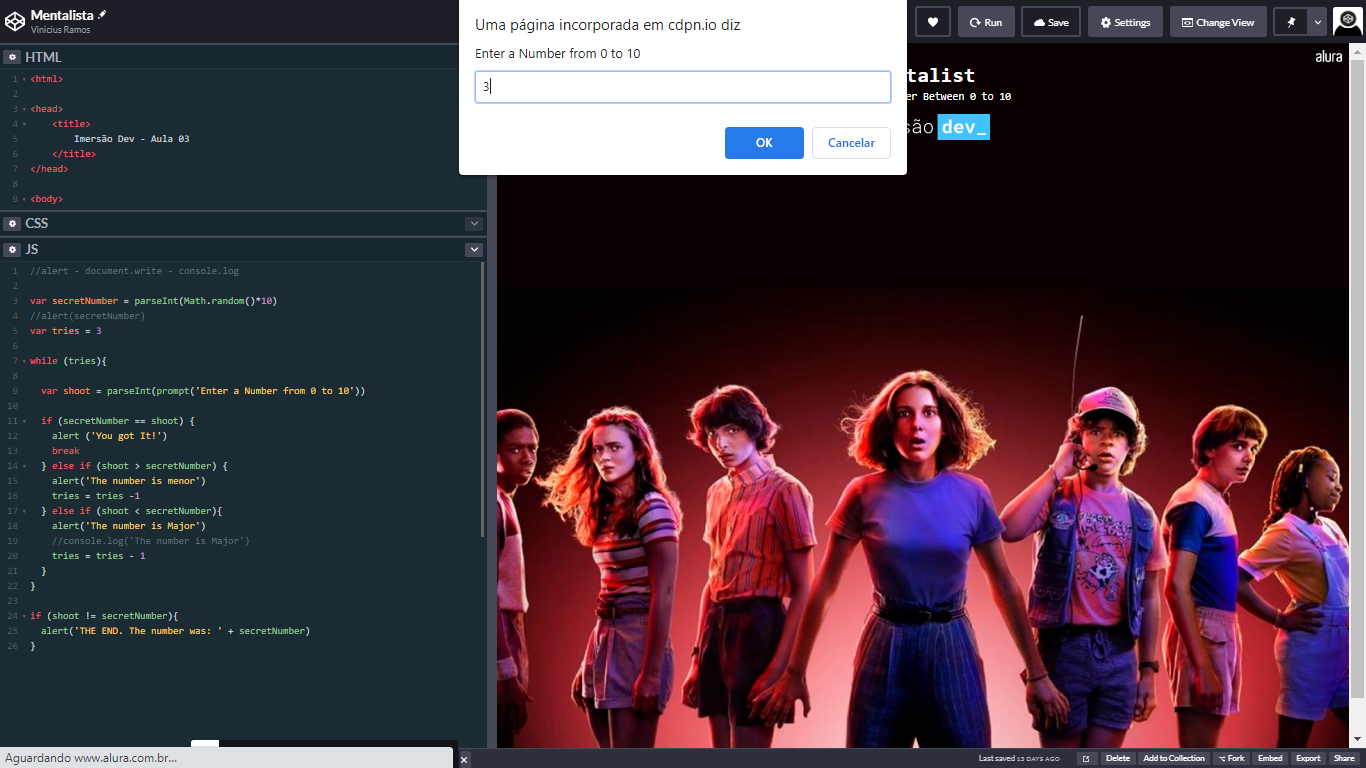 Mentalista
Vinicius Ramos
Uma página incorporada em cdpn.io diz
Enter a Number from 0 to 10
3
OK
Cancelar
Run
Save
Settings
Change View
HTML
1 <html>
2
3 <head>
4 <title>
5 Imersão Dev - Aula 03
6 </title>
7 </head>
8
9 <body>
CSS
JS
1 //alert - document.write - console.log
2
3 var secretNumber = parseInt(Math.random()*10)
4 //alert(secretNumber)
5 var tries = 3
6
7 while (tries){
8
9 var shoot = parseInt(prompt('Enter a Number from 0 to 10'))
10
11 if (secretNumber == shoot) {
12 alert ('You got It!')
13 break
14 } else if (shoot > secretNumber) {
15 alert('The number is menor')
16 tries = tries -1
17 } else if (shoot < secretNumber){
18 alert('The number is Major')
19 //console.log('The number is Major')
20 tries = tries - 1
21 }
22 }
23
24 if (shoot != secretNumber){
25 alert('THE END. The number was: ' + secretNumber)
26 }
alura
talist
er Between 0 to 10
são dev_
Aguardando www.alura.com.br...
Last saved 13 DAYS AGO
Delete
Add to Collection
Fork
Embed
Export
Share